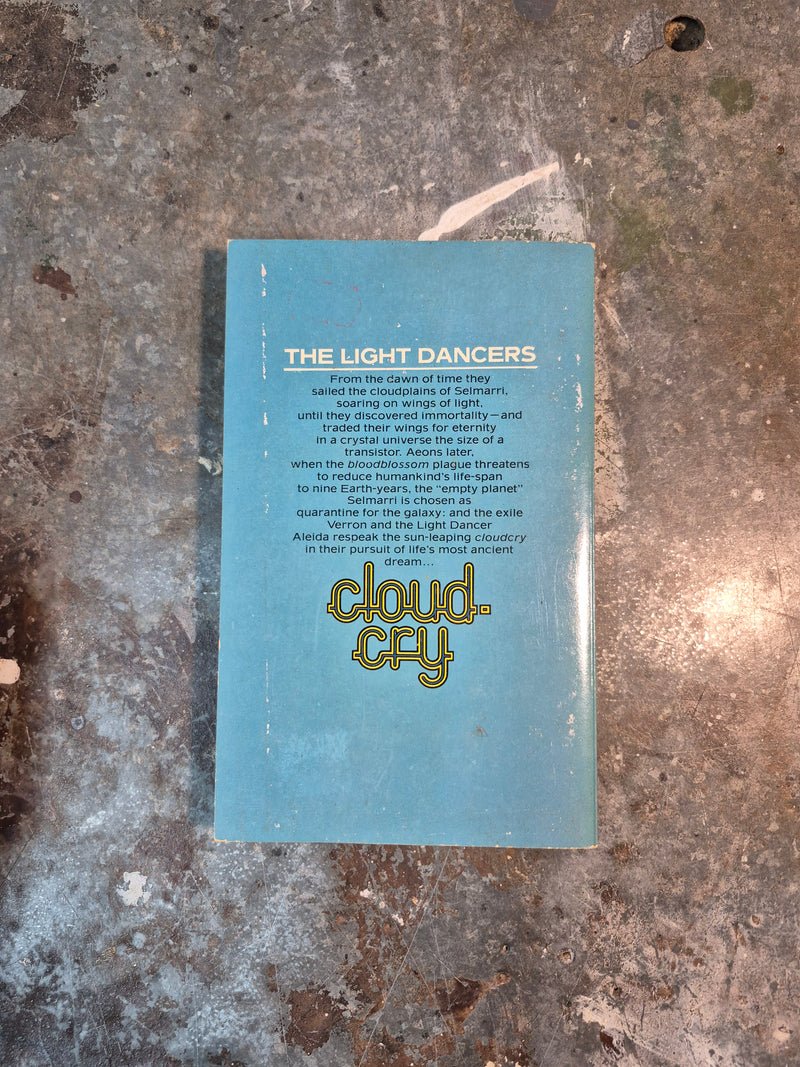 THE LIGHT DANCERS
From the dawn of time they
sailed the cloudplains of Selmarri,
soaring on wings of light,
until they discovered immortality—and
traded their wings for eternity
in a crystal universe the size of a
transistor. Aeons later,
when the bloodblossom plague threatens
to reduce humankind's life-span
to nine Earth-years, the "empty planet"
Selmarri is chosen as
quarantine for the galaxy: and the exile
Verron and the Light Dancer
Aleida respeak the sun-leaping cloudcry
in their pursuit of life's most ancient
dream...
cloud-
cry